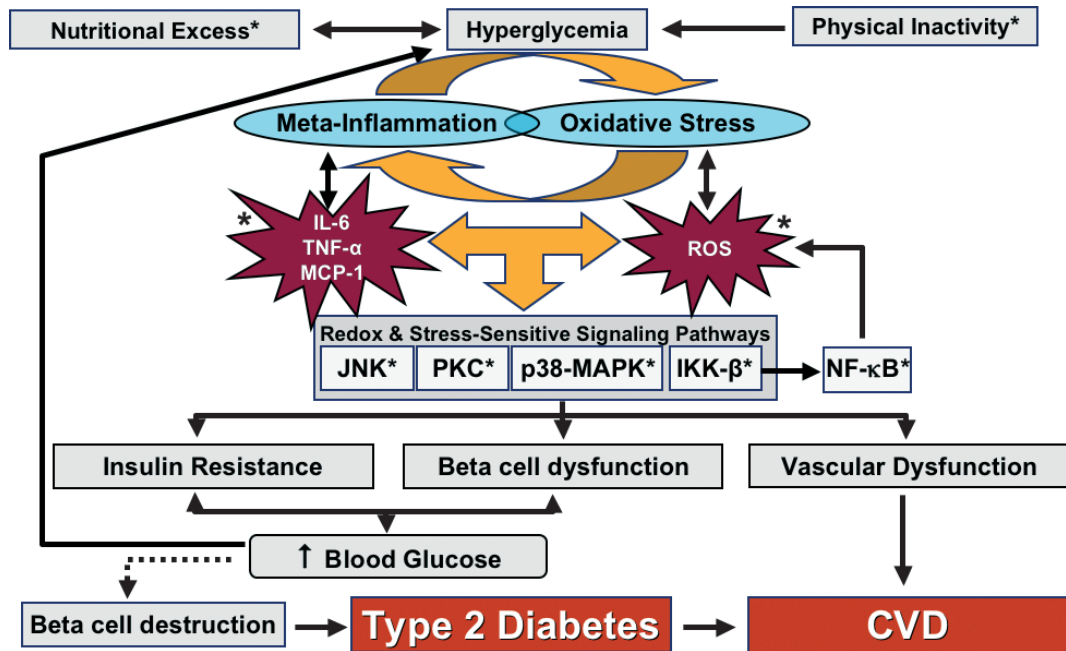 Nutritional Excess*
Hyperglycemia
Physical Inactivity*
Meta-Inflammation
Oxidative Stress
*
IL-6
TNF-α
MCP-1
ROS
*
Redox & Stress-Sensitive Signaling Pathways
JNK*
PKC*
p38-MAPK*
IKK-β*
NF-κB*
Insulin Resistance
Beta cell dysfunction
Vascular Dysfunction
↑ Blood Glucose
Beta cell destruction
Type 2 Diabetes
CVD